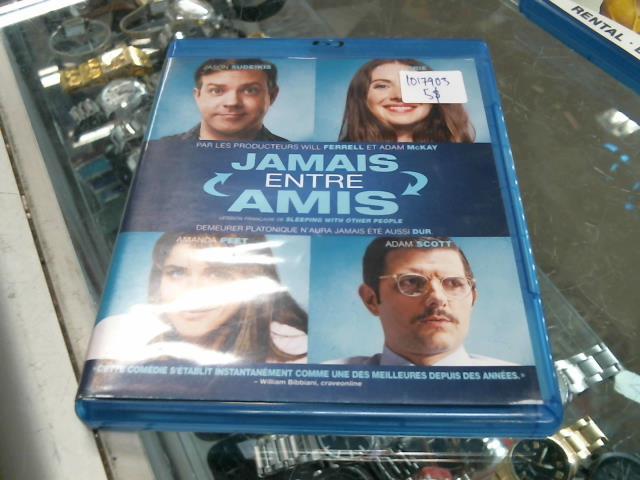 RENTAL
JASON SUDEIKIS
1017903
5$
PAR LES PRODUCTEURS WILL FERRELL ET ADAM McKAY
JAMAIS
ENTRE
AMIS
VERSION FRANÇAISE DE SLEEPING WITH OTHER PEOPLE
DEMEURER PLATONIQUE N'AURA JAMAIS ÉTÉ AUSSI DUR
AMANDA PEET
ADAM SCOTT
"CETTE COMÉDIE S'ÉTABLIT INSTANTANÉMENT COMME UNE DES MEILLEURES DEPUIS DES ANNÉES."
– William Bibbiani, craveonline